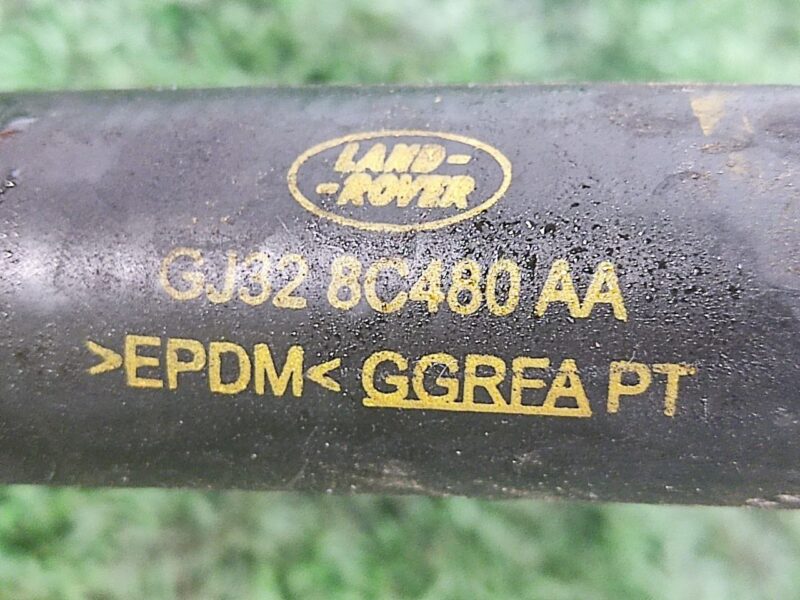 LAND-
-ROVER
GJ32 8C480 AA
>EPDM< GGREA PT